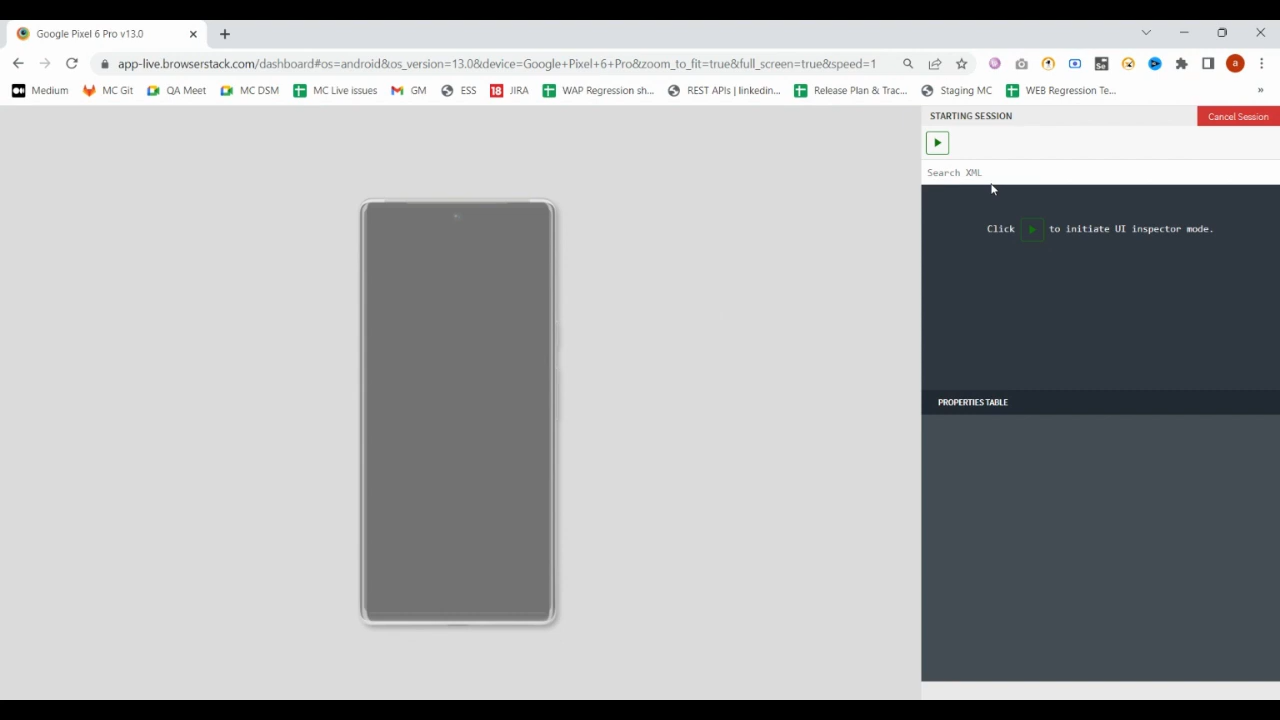 Google Pixel 6 Pro v13.0
app-live.browserstack.com/dashboard#os=android&os_version=13.0&device=Google+Pixel+6+Pro&zoom_to_fit=true&full_screen=true&speed=1
a
Medium MC Git QA Meet MC DSM MC Live issues GM ESS 18 JIRA WAP Regression sh... REST APIs | linkedin... Release Plan & Trac... Staging MC WEB Regression Te... »
STARTING SESSION Cancel Session
Search XML
Click to initiate UI inspector mode.
PROPERTIES TABLE